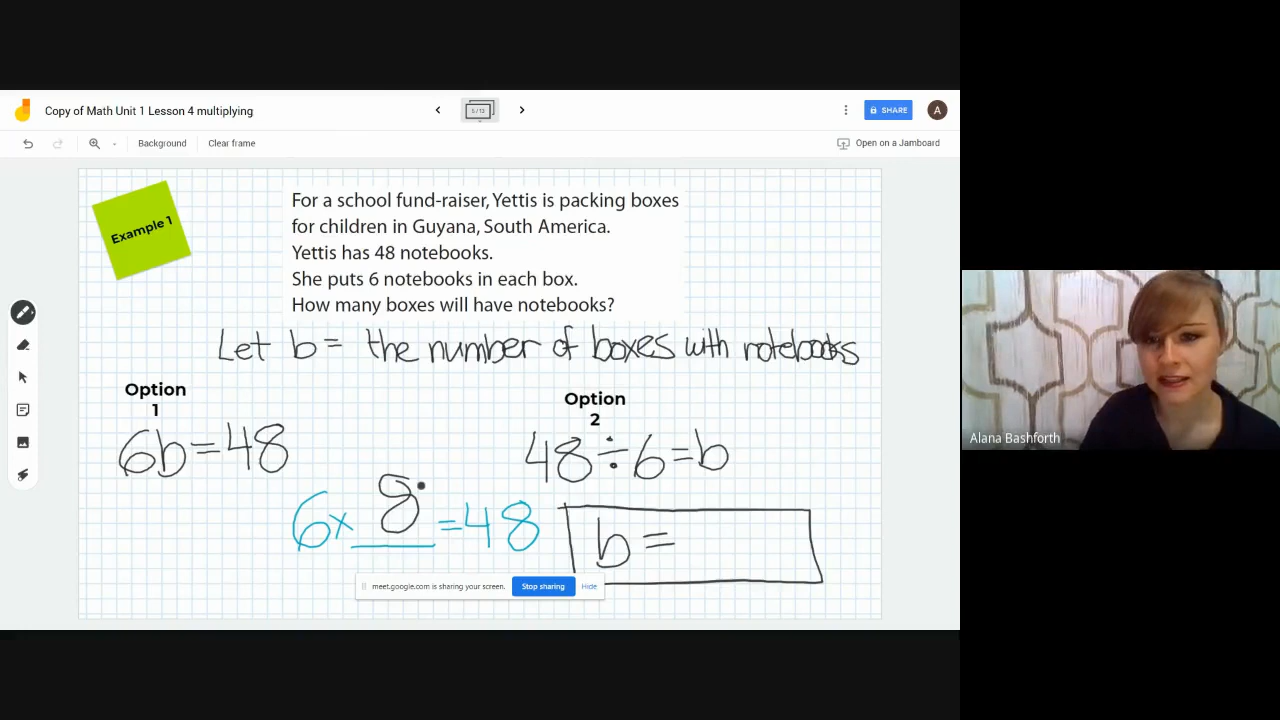 Copy of Math Unit 1 Lesson 4 multiplying
SHARE
A
Background
Clear frame
Open on a Jamboard
Example 1
For a school fund-raiser, Yettis is packing boxes
for children in Guyana, South America.
Yettis has 48 notebooks.
She puts 6 notebooks in each box.
How many boxes will have notebooks?
Let b = the number of boxes with notebooks
Option
1
6b=48
Option
2
48÷6=b
6x 8 =48
b=
meet.google.com is sharing your screen.
Stop sharing
Hide
Alana Bashforth